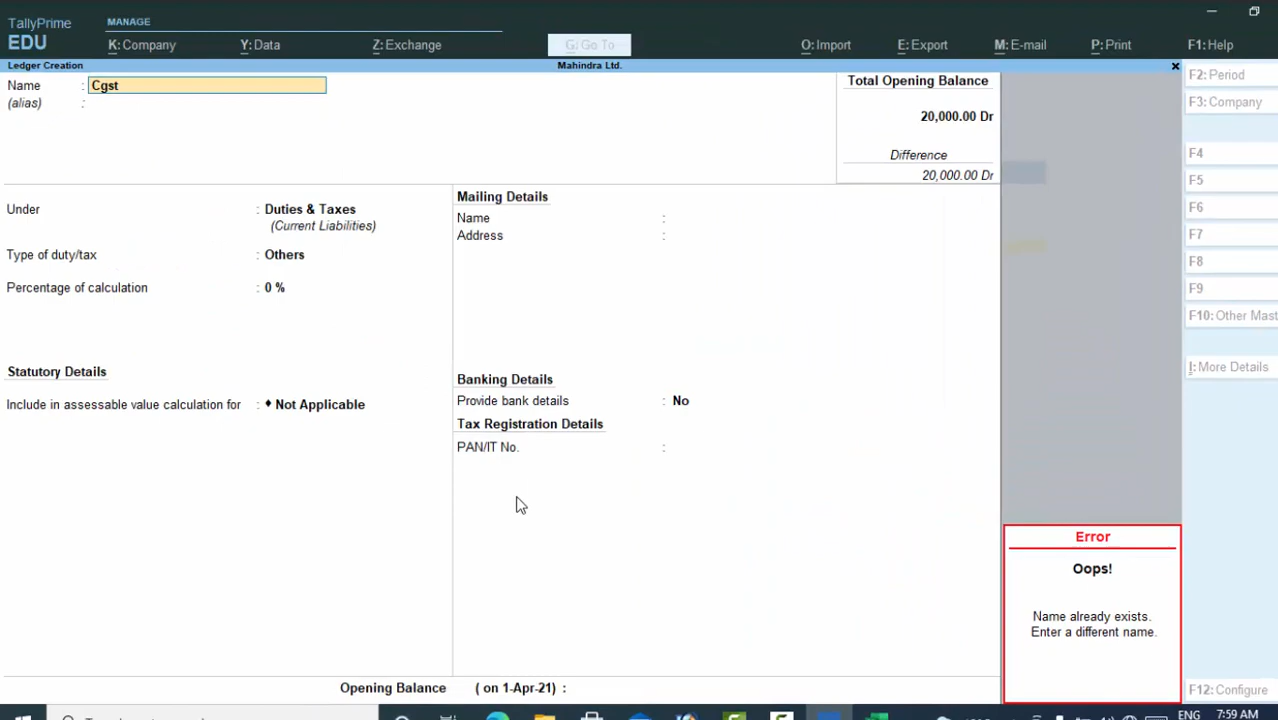 TallyPrime
EDU
MANAGE
K: Company
Y: Data
Z: Exchange
G: Go To
O: Import
E: Export
M: E-mail
P: Print
F1: Help
Ledger Creation
Mahindra Ltd.
Name : Cgst
(alias) :
Total Opening Balance
20,000.00 Dr
Difference
20,000.00 Dr
Under : Duties & Taxes
(Current Liabilities)
Type of duty/tax : Others
Percentage of calculation : 0 %
Statutory Details
Include in assessable value calculation for : ♦ Not Applicable
Mailing Details
Name :
Address :
Banking Details
Provide bank details : No
Tax Registration Details
PAN/IT No. :
Opening Balance ( on 1-Apr-21) :
F2: Period
F3: Company
F4
F5
F6
F7
F8
F9
F10: Other Mast
I: More Details
F12: Configure
Error
Oops!
Name already exists.
Enter a different name.
ENG
7:59 AM